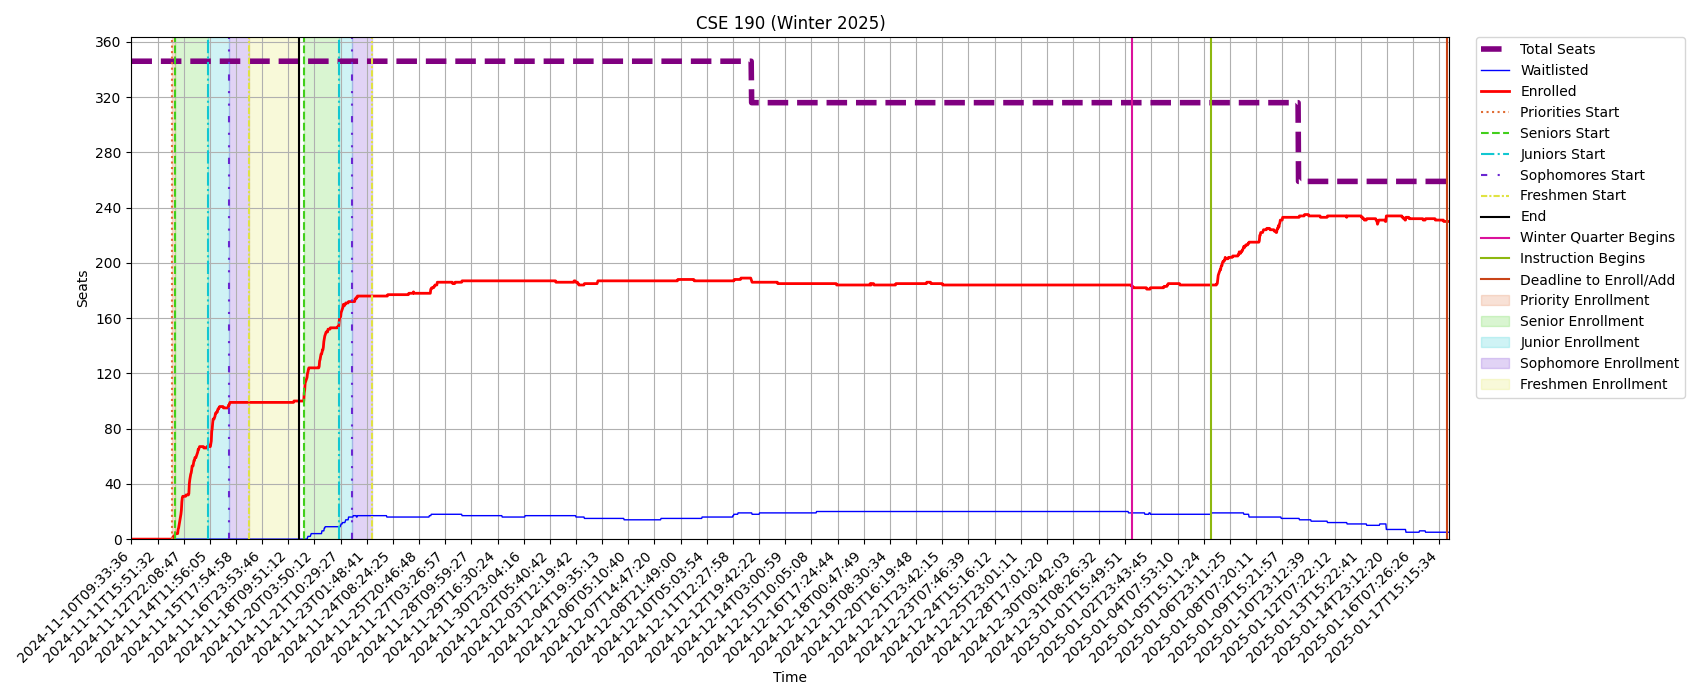 CSE 190 (Winter 2025)
Seats
360
320
280
240
200
160
120
80
40
0
2024-11-10T09:33:36
2024-11-11T15:51:32
2024-11-12T22:08:47
2024-11-14T11:56:05
2024-11-15T17:54:58
2024-11-16T23:53:46
2024-11-18T09:51:12
2024-11-20T03:50:12
2024-11-21T10:29:27
2024-11-23T01:48:41
2024-11-24T08:24:25
2024-11-25T20:46:48
2024-11-27T03:26:57
2024-11-28T09:59:27
2024-11-29T16:30:24
2024-11-30T23:04:16
2024-12-02T05:40:42
2024-12-03T12:19:42
2024-12-04T19:35:13
2024-12-06T05:10:40
2024-12-07T14:47:20
2024-12-08T21:49:00
2024-12-10T05:03:54
2024-12-11T12:27:58
2024-12-12T19:42:22
2024-12-14T03:00:59
2024-12-15T10:05:08
2024-12-16T17:24:44
2024-12-18T00:47:49
2024-12-19T08:30:34
2024-12-20T16:19:48
2024-12-21T23:42:15
2024-12-23T07:46:39
2024-12-24T15:16:12
2024-12-25T23:01:11
2024-12-28T17:01:20
2024-12-30T00:42:03
2024-12-31T08:26:32
2025-01-01T15:49:51
2025-01-02T23:43:45
2025-01-04T07:53:10
2025-01-05T15:11:24
2025-01-06T23:11:25
2025-01-08T07:20:11
2025-01-09T15:21:57
2025-01-10T23:12:39
2025-01-12T07:22:12
2025-01-13T15:22:41
2025-01-14T23:12:20
2025-01-16T07:26:26
2025-01-17T15:15:34
Time
Total Seats
Waitlisted
Enrolled
Priorities Start
Seniors Start
Juniors Start
Sophomores Start
Freshmen Start
End
Winter Quarter Begins
Instruction Begins
Deadline to Enroll/Add
Priority Enrollment
Senior Enrollment
Junior Enrollment
Sophomore Enrollment
Freshmen Enrollment